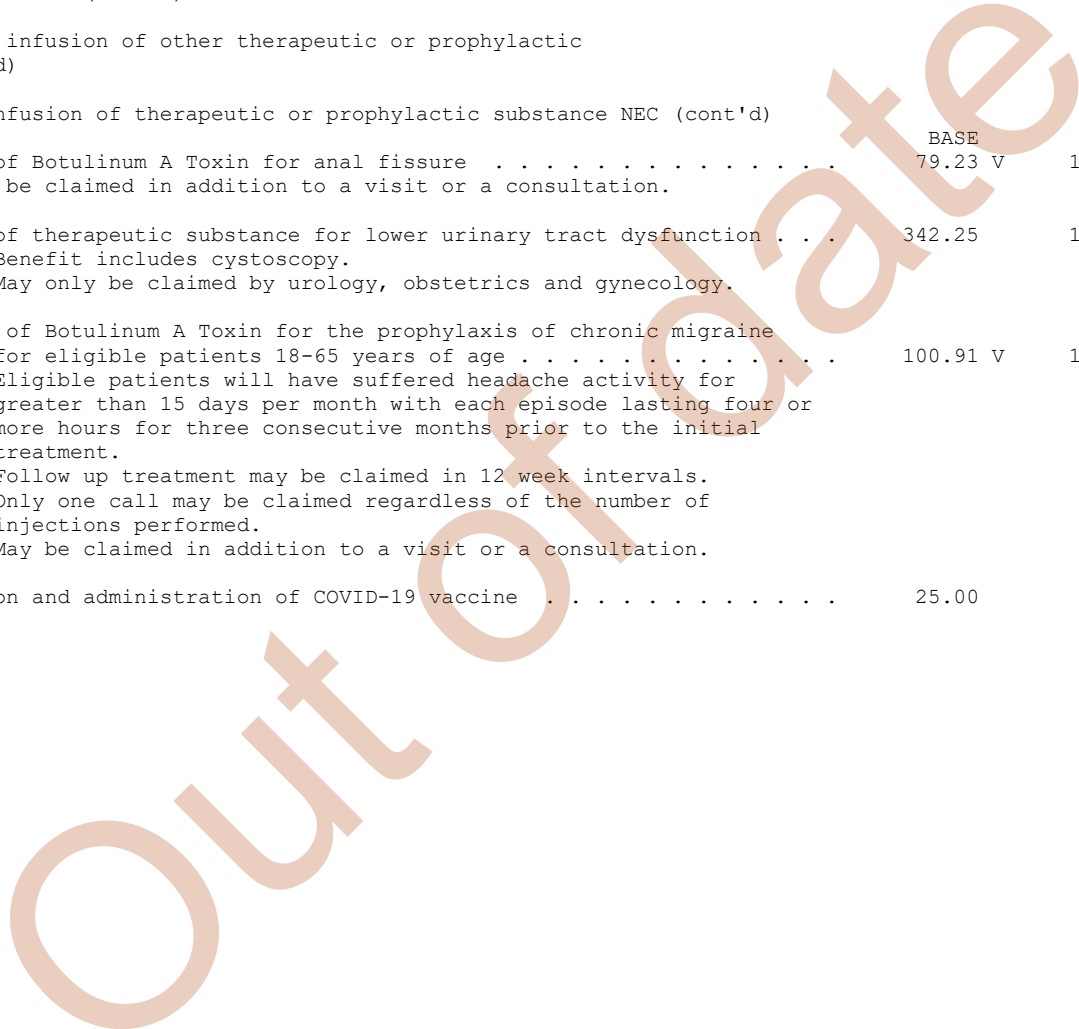 infusion of other therapeutic or prophylactic
d)
nfusion of therapeutic or prophylactic substance NEC (cont'd)
BASE
of Botulinum A Toxin for anal fissure . . . . . . . . . . . . . . 79.23 V 1
be claimed in addition to a visit or a consultation.
of therapeutic substance for lower urinary tract dysfunction . . . 342.25 1
Benefit includes cystoscopy.
May only be claimed by urology, obstetrics and gynecology.
of Botulinum A Toxin for the prophylaxis of chronic migraine
for eligible patients 18-65 years of age . . . . . . . . . . . . . 100.91 V 1
Eligible patients will have suffered headache activity for
greater than 15 days per month with each episode lasting four or
more hours for three consecutive months prior to the initial
treatment.
Follow up treatment may be claimed in 12 week intervals.
Only one call may be claimed regardless of the number of
injections performed.
May be claimed in addition to a visit or a consultation.
on and administration of COVID-19 vaccine . . . . . . . . . . . . 25.00
Out of date